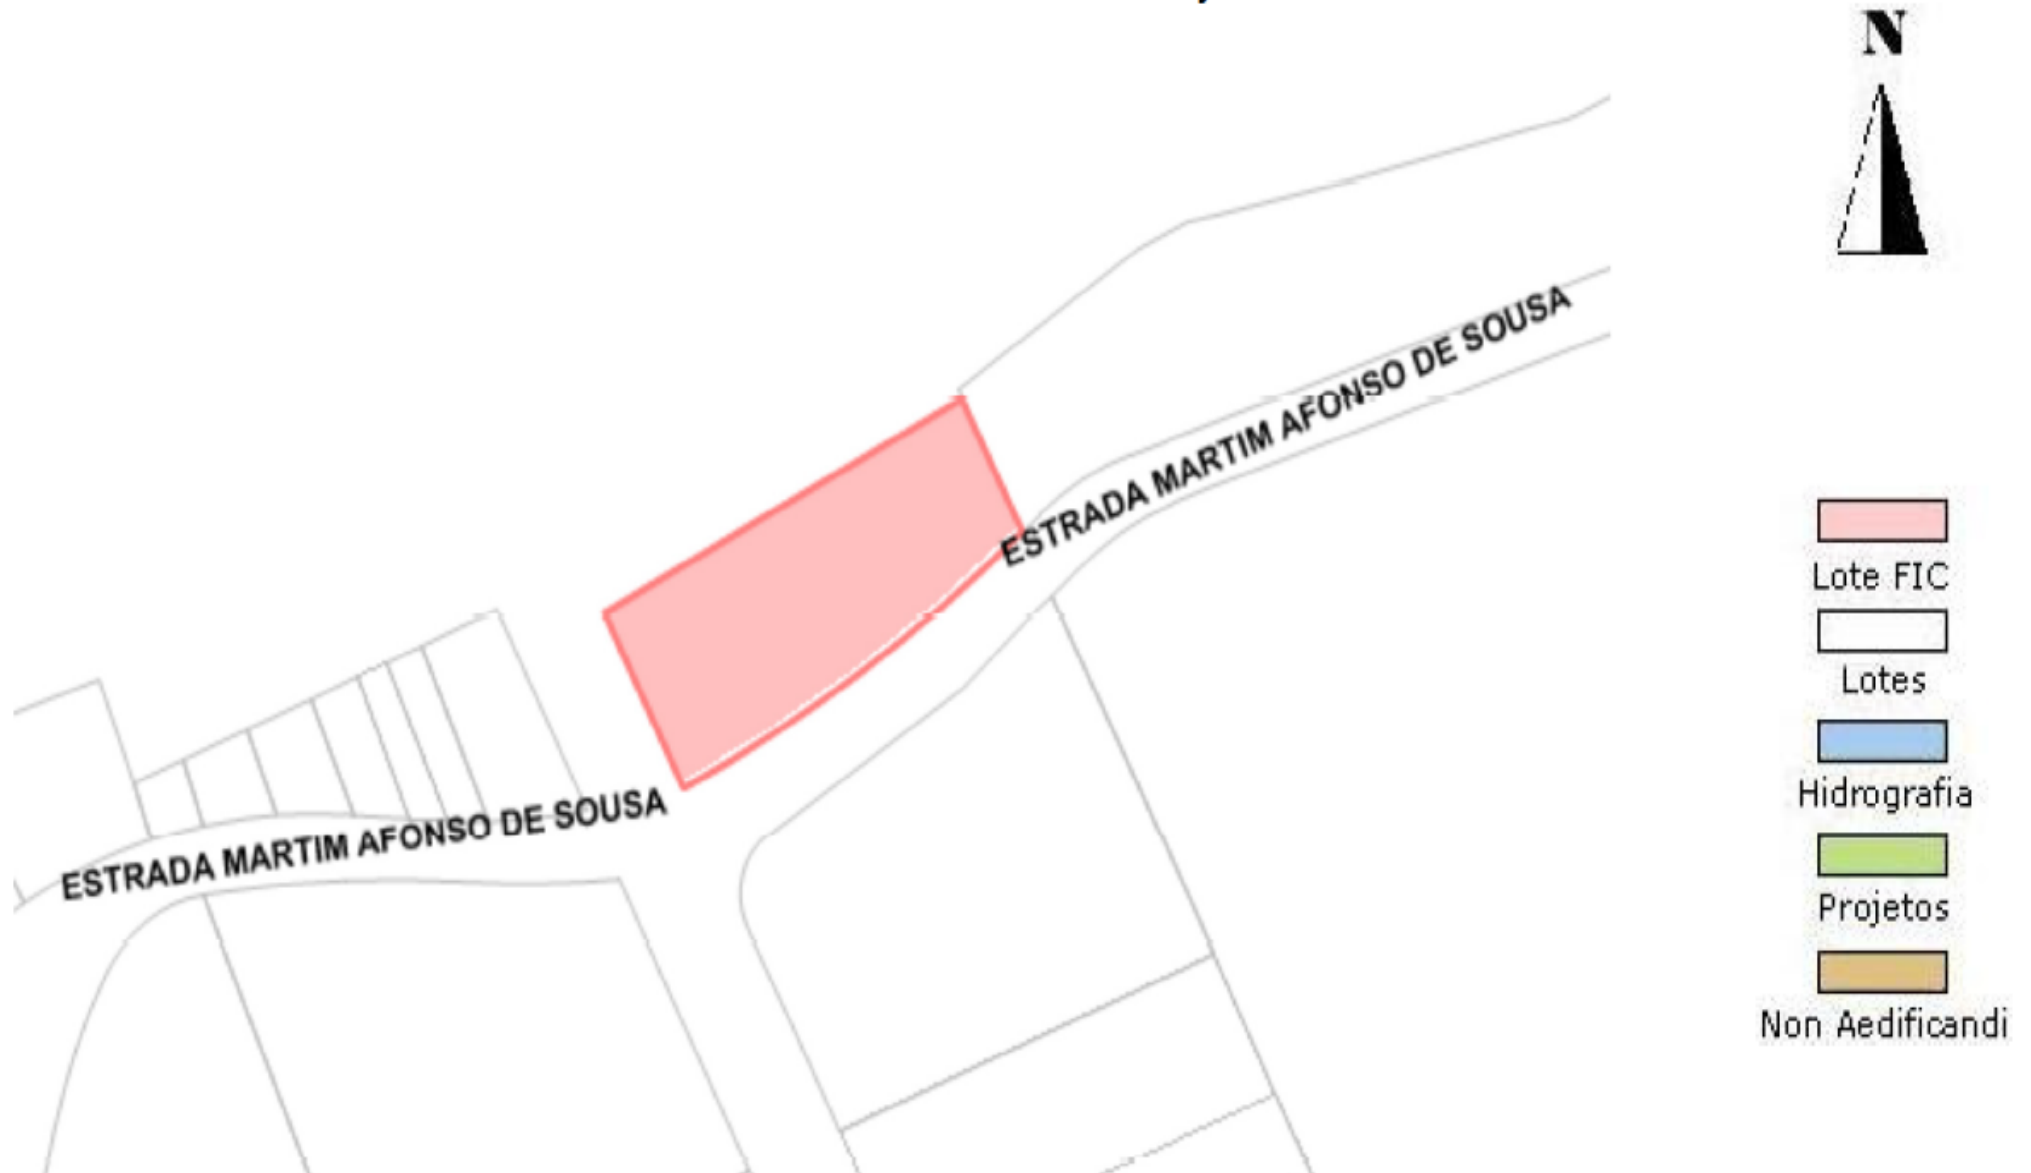 N
ESTRADA MARTIM AFONSO DE SOUSA
ESTRADA MARTIM AFONSO DE SOUSA
Lote FIC
Lotes
Hidrografia
Projetos
Non Aedificandi